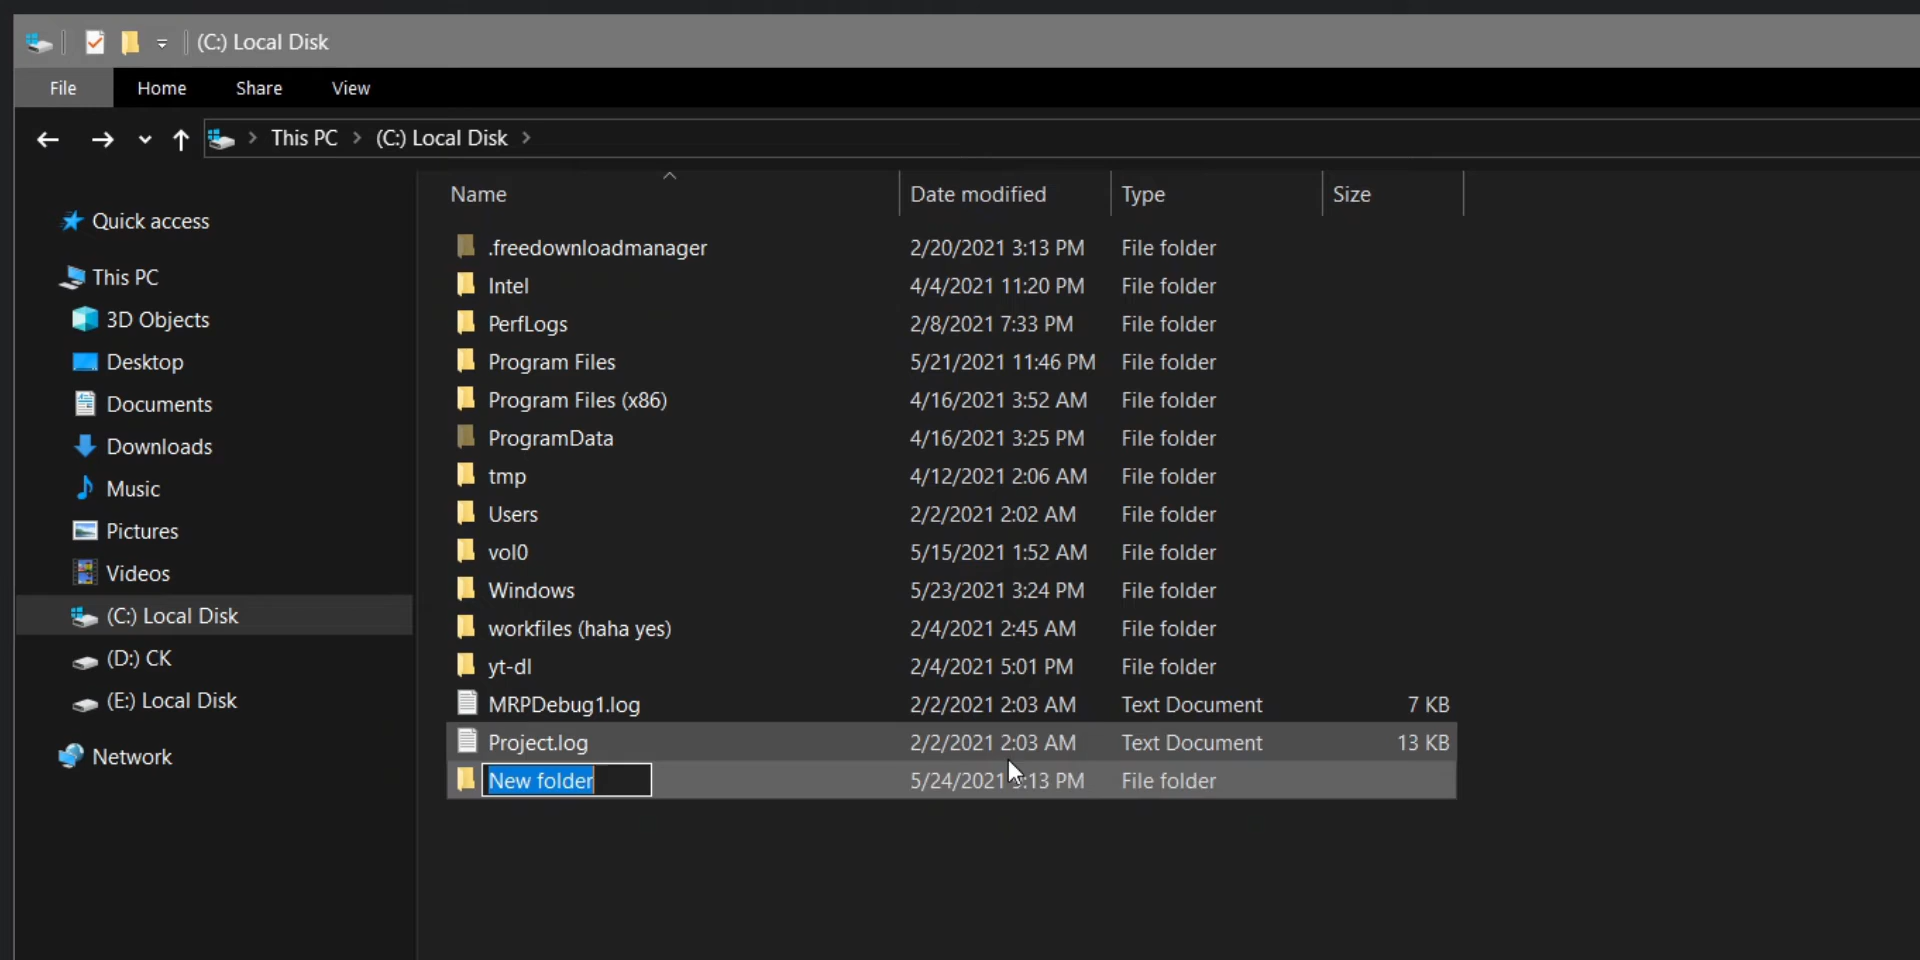 (C:) Local Disk
File Home Share View
This PC (C:) Local Disk
Name Date modified Type Size
Quick access
This PC
3D Objects
Desktop
Documents
Downloads
Music
Pictures
Videos
(C:) Local Disk
(D:) CK
(E:) Local Disk
Network
.freedownloadmanager 2/20/2021 3:13 PM File folder
Intel 4/4/2021 11:20 PM File folder
PerfLogs 2/8/2021 7:33 PM File folder
Program Files 5/21/2021 11:46 PM File folder
Program Files (x86) 4/16/2021 3:52 AM File folder
ProgramData 4/16/2021 3:25 PM File folder
tmp 4/12/2021 2:06 AM File folder
Users 2/2/2021 2:02 AM File folder
vol0 5/15/2021 1:52 AM File folder
Windows 5/23/2021 3:24 PM File folder
workfiles (haha yes) 2/4/2021 2:45 AM File folder
yt-dl 2/4/2021 5:01 PM File folder
MRPDebug1.log 2/2/2021 2:03 AM Text Document 7 KB
Project.log 2/2/2021 2:03 AM Text Document 13 KB
New folder 5/24/2021 PM File folder